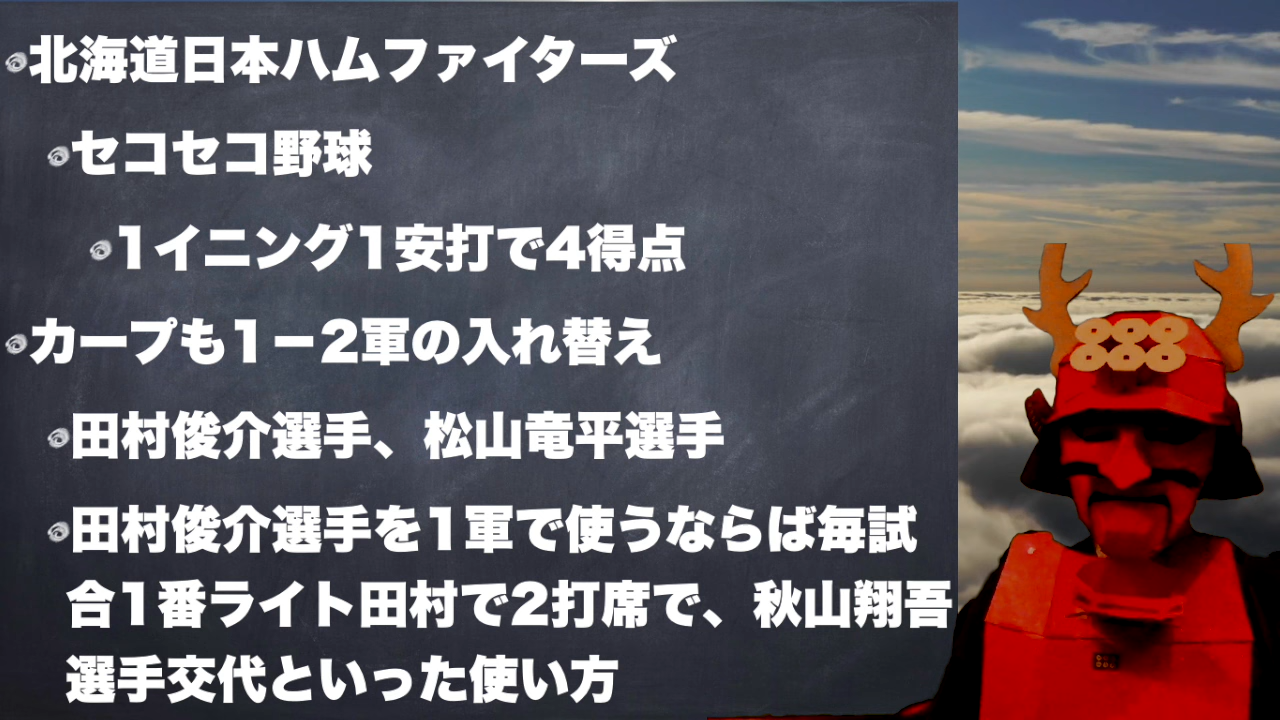 北海道日本ハムファイターズ
セコセコ野球
1イニング1安打で4得点
カープも1ー2軍の入れ替え
田村俊介選手、松山竜平選手
田村俊介選手を1軍で使うならば毎試
合1番ライト田村で2打席で、秋山翔吾
選手交代といった使い方